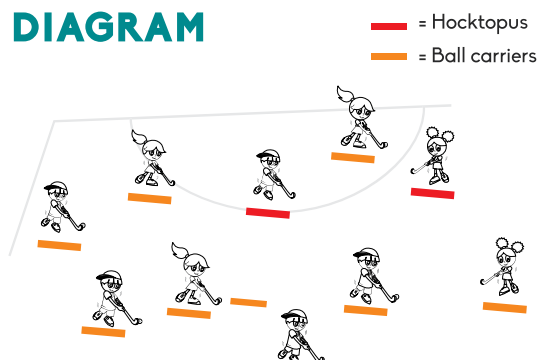 DIAGRAM
= Hocktopus
= Ball carriers